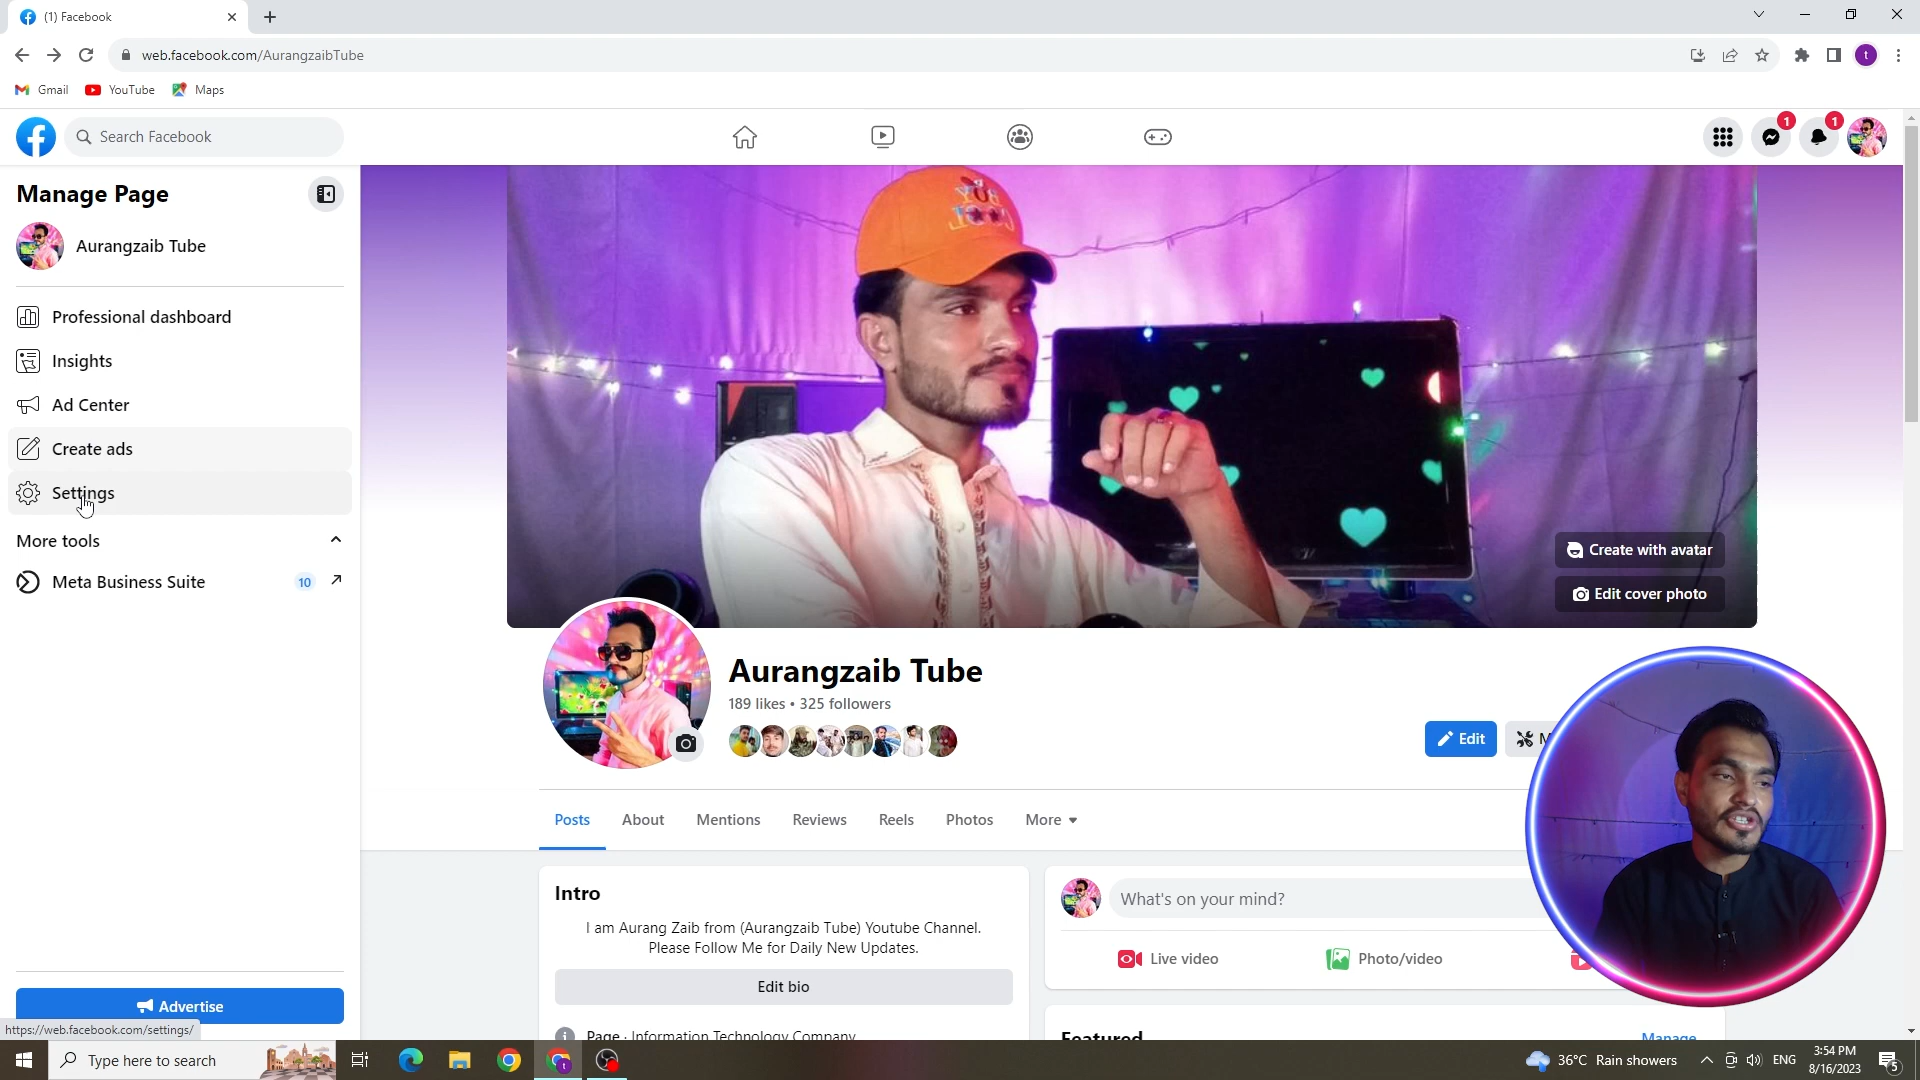 (1) Facebook
web.facebook.com/AurangzaibTube
t
Gmail
YouTube
Maps
Search Facebook
1
1
Manage Page
Aurangzaib Tube
Professional dashboard
Insights
Ad Center
Create ads
Settings
More tools
Meta Business Suite
10
Advertise
https://web.facebook.com/settings/
Create with avatar
Edit cover photo
Aurangzaib Tube
189 likes • 325 followers
Edit
M
Posts
About
Mentions
Reviews
Reels
Photos
More
Intro
I am Aurang Zaib from (Aurangzaib Tube) Youtube Channel.
Please Follow Me for Daily New Updates.
Edit bio
Page · Information Technology Company
What's on your mind?
Live video
Photo/video
Featured
Manage
Type here to search
36°C Rain showers
ENG
3:54 PM
8/16/2023
5